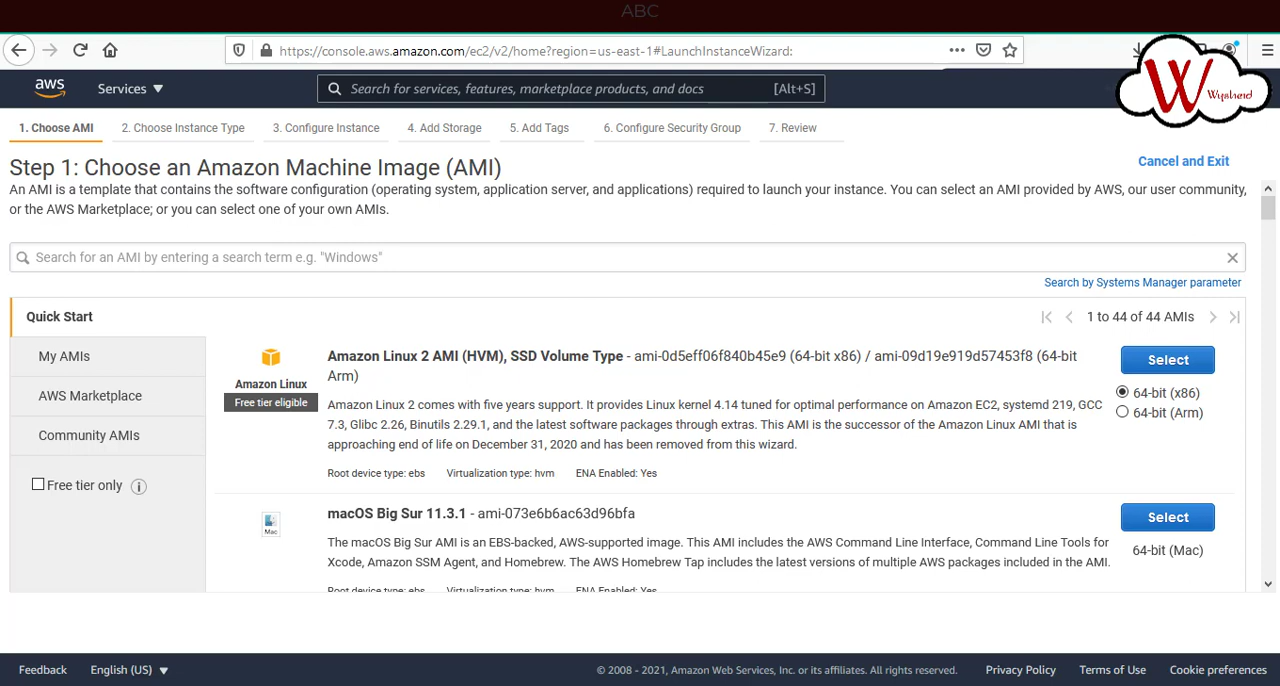 ABC
https://console.aws.amazon.com/ec2/v2/home?region=us-east-1#LaunchInstanceWizard:
aws
Services
Search for services, features, marketplace products, and docs
[Alt+S]
W
Wysherd
1. Choose AMI
2. Choose Instance Type
3. Configure Instance
4. Add Storage
5. Add Tags
6. Configure Security Group
7. Review
Step 1: Choose an Amazon Machine Image (AMI)
Cancel and Exit
An AMI is a template that contains the software configuration (operating system, application server, and applications) required to launch your instance. You can select an AMI provided by AWS, our user community,
or the AWS Marketplace; or you can select one of your own AMIs.
Search for an AMI by entering a search term e.g. "Windows"
Search by Systems Manager parameter
Quick Start
1 to 44 of 44 AMIs
My AMIs
AWS Marketplace
Community AMIs
Free tier only
Amazon Linux
Free tier eligible
Amazon Linux 2 AMI (HVM), SSD Volume Type - ami-0d5eff06f840b45e9 (64-bit x86) / ami-09d19e919d57453f8 (64-bit
Arm)
Amazon Linux 2 comes with five years support. It provides Linux kernel 4.14 tuned for optimal performance on Amazon EC2, systemd 219, GCC
7.3, Glibc 2.26, Binutils 2.29.1, and the latest software packages through extras. This AMI is the successor of the Amazon Linux AMI that is
approaching end of life on December 31, 2020 and has been removed from this wizard.
Root device type: ebs
Virtualization type: hvm
ENA Enabled: Yes
Select
64-bit (x86)
64-bit (Arm)
Mac
macOS Big Sur 11.3.1 - ami-073e6b6ac63d96bfa
The macOS Big Sur AMI is an EBS-backed, AWS-supported image. This AMI includes the AWS Command Line Interface, Command Line Tools for
Xcode, Amazon SSM Agent, and Homebrew. The AWS Homebrew Tap includes the latest versions of multiple AWS packages included in the AMI.
Root device type: ebs
Virtualization type: hvm
ENA Enabled: Yes
Select
64-bit (Mac)
Feedback
English (US)
© 2008 - 2021, Amazon Web Services, Inc. or its affiliates. All rights reserved.
Privacy Policy
Terms of Use
Cookie preferences